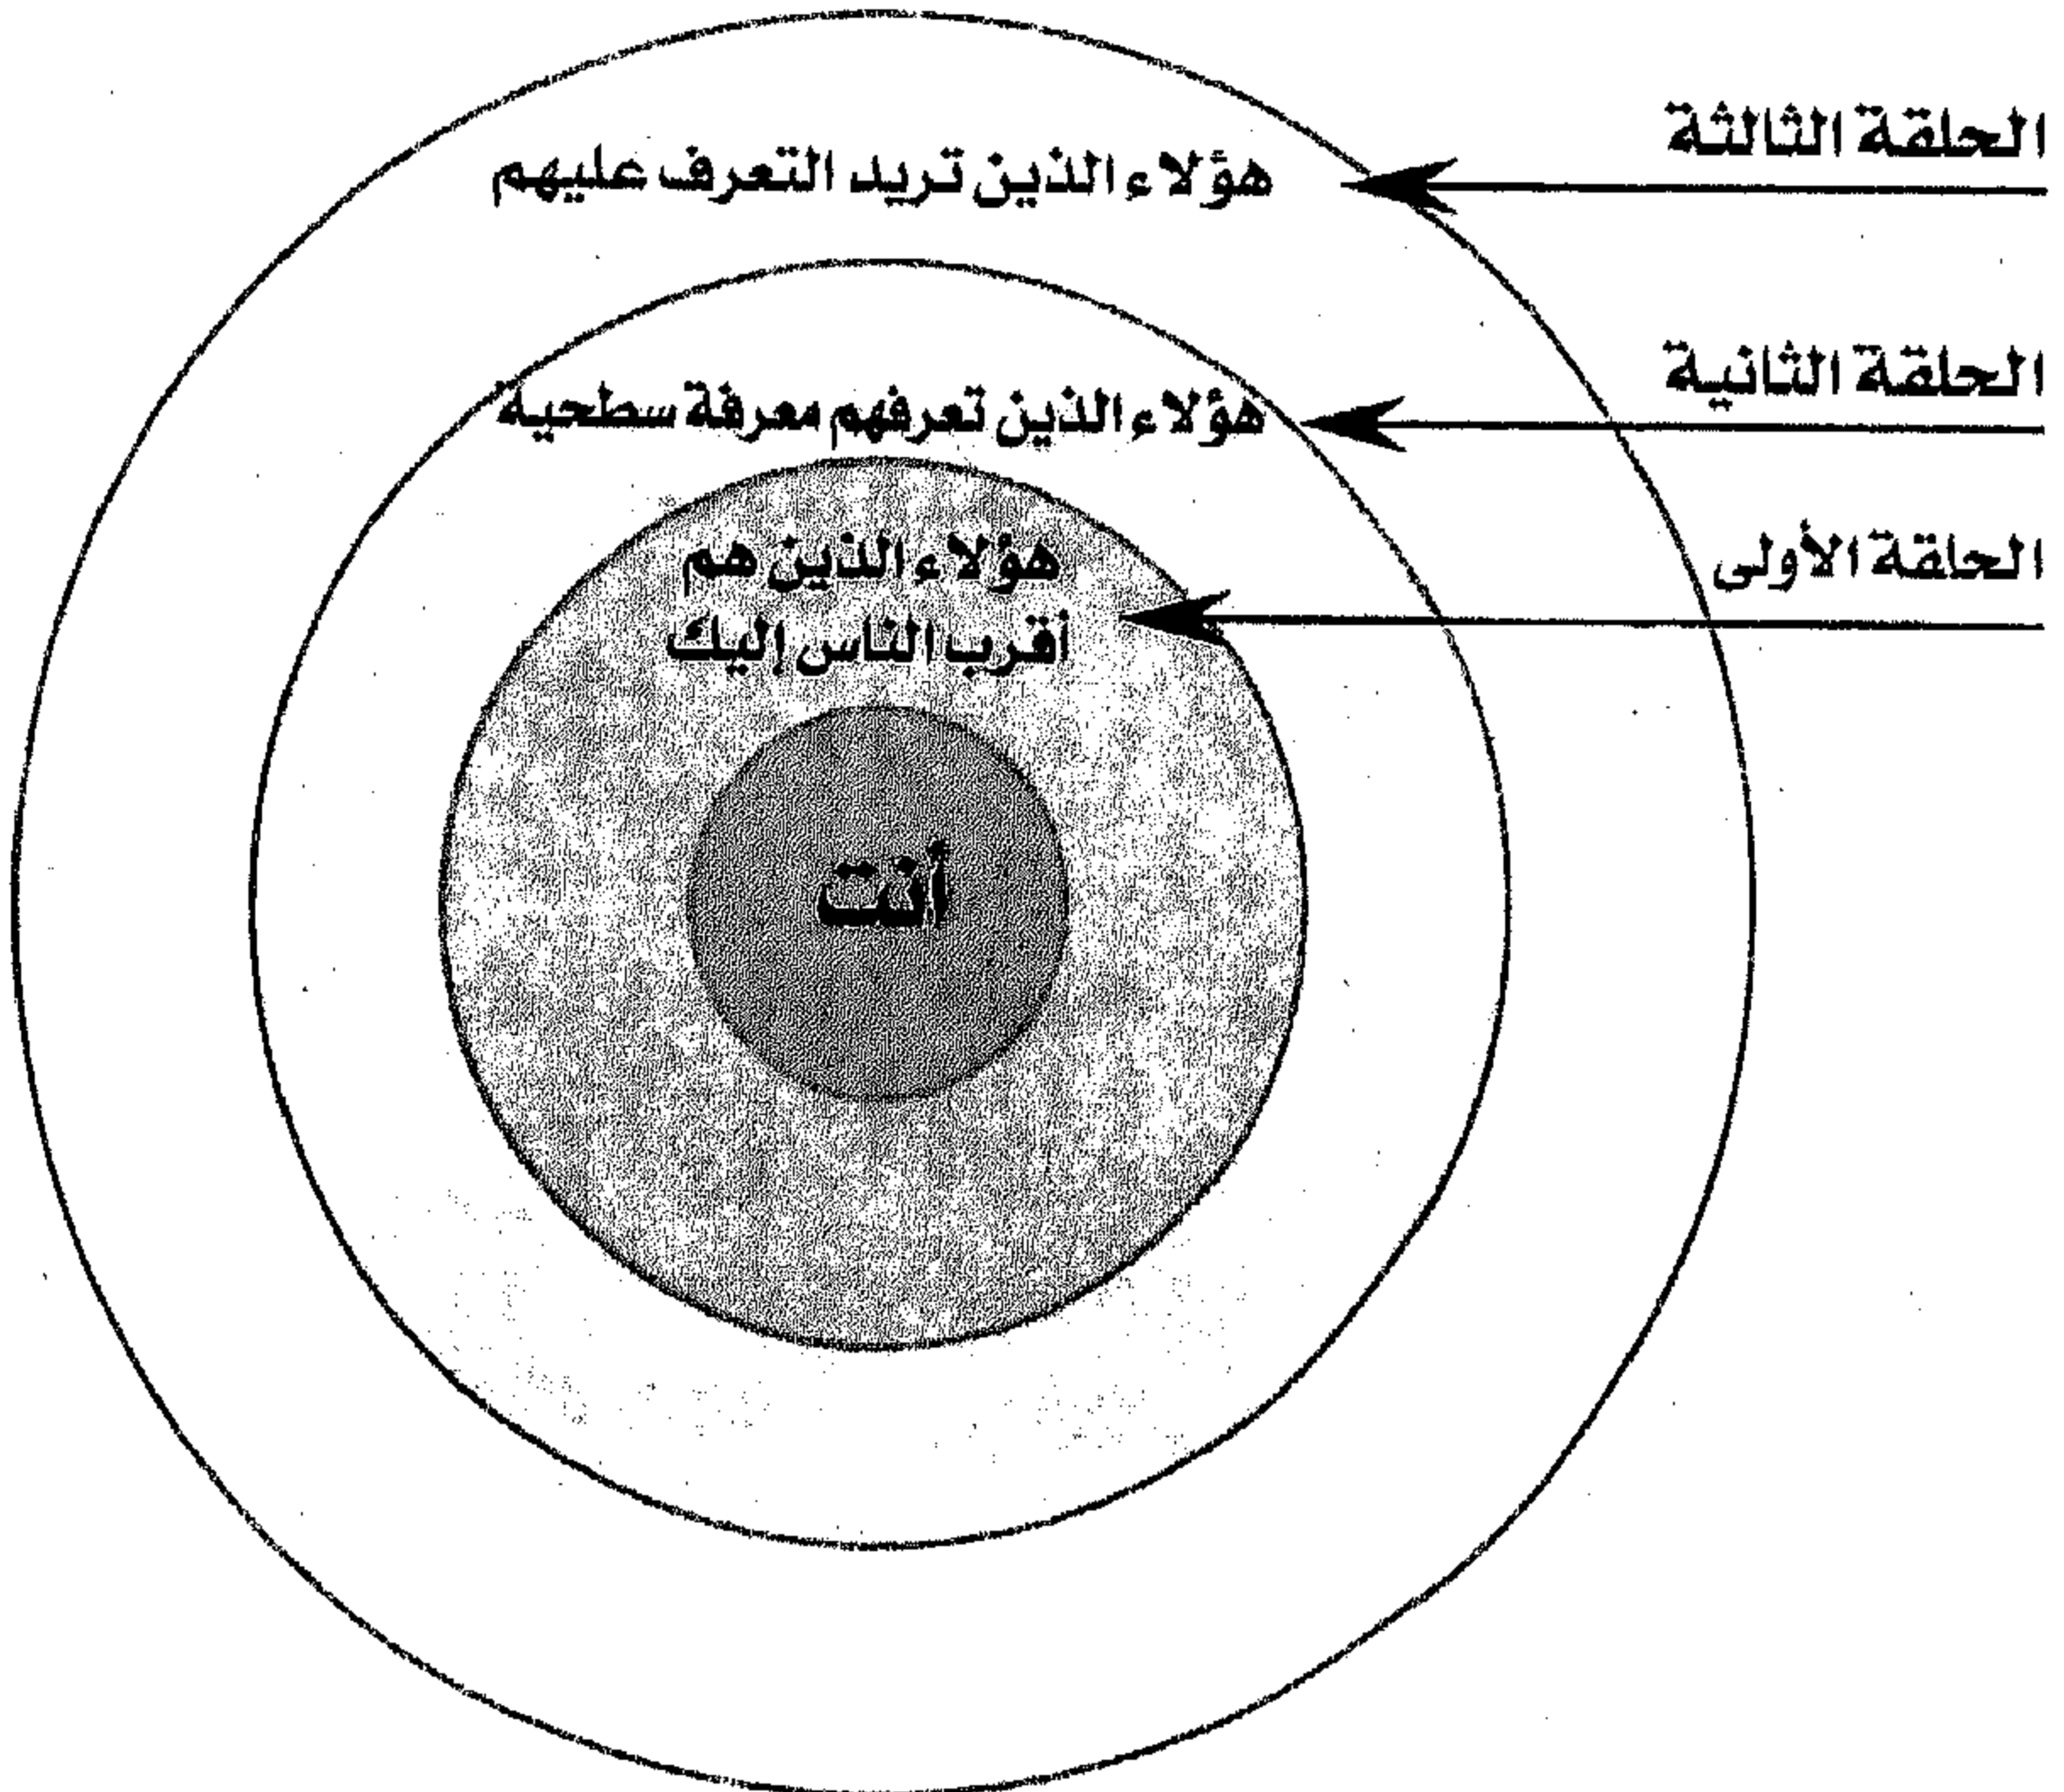 الحلقة الثالثة
هؤلاء الذين تريد التعرف عليهم
الحلقة الثانية
هؤلاء الذين تعرفهم معرفة سطحية
الحلقة الأولى
هؤلاء الذين هم
أقرب الناس إليك
أنت